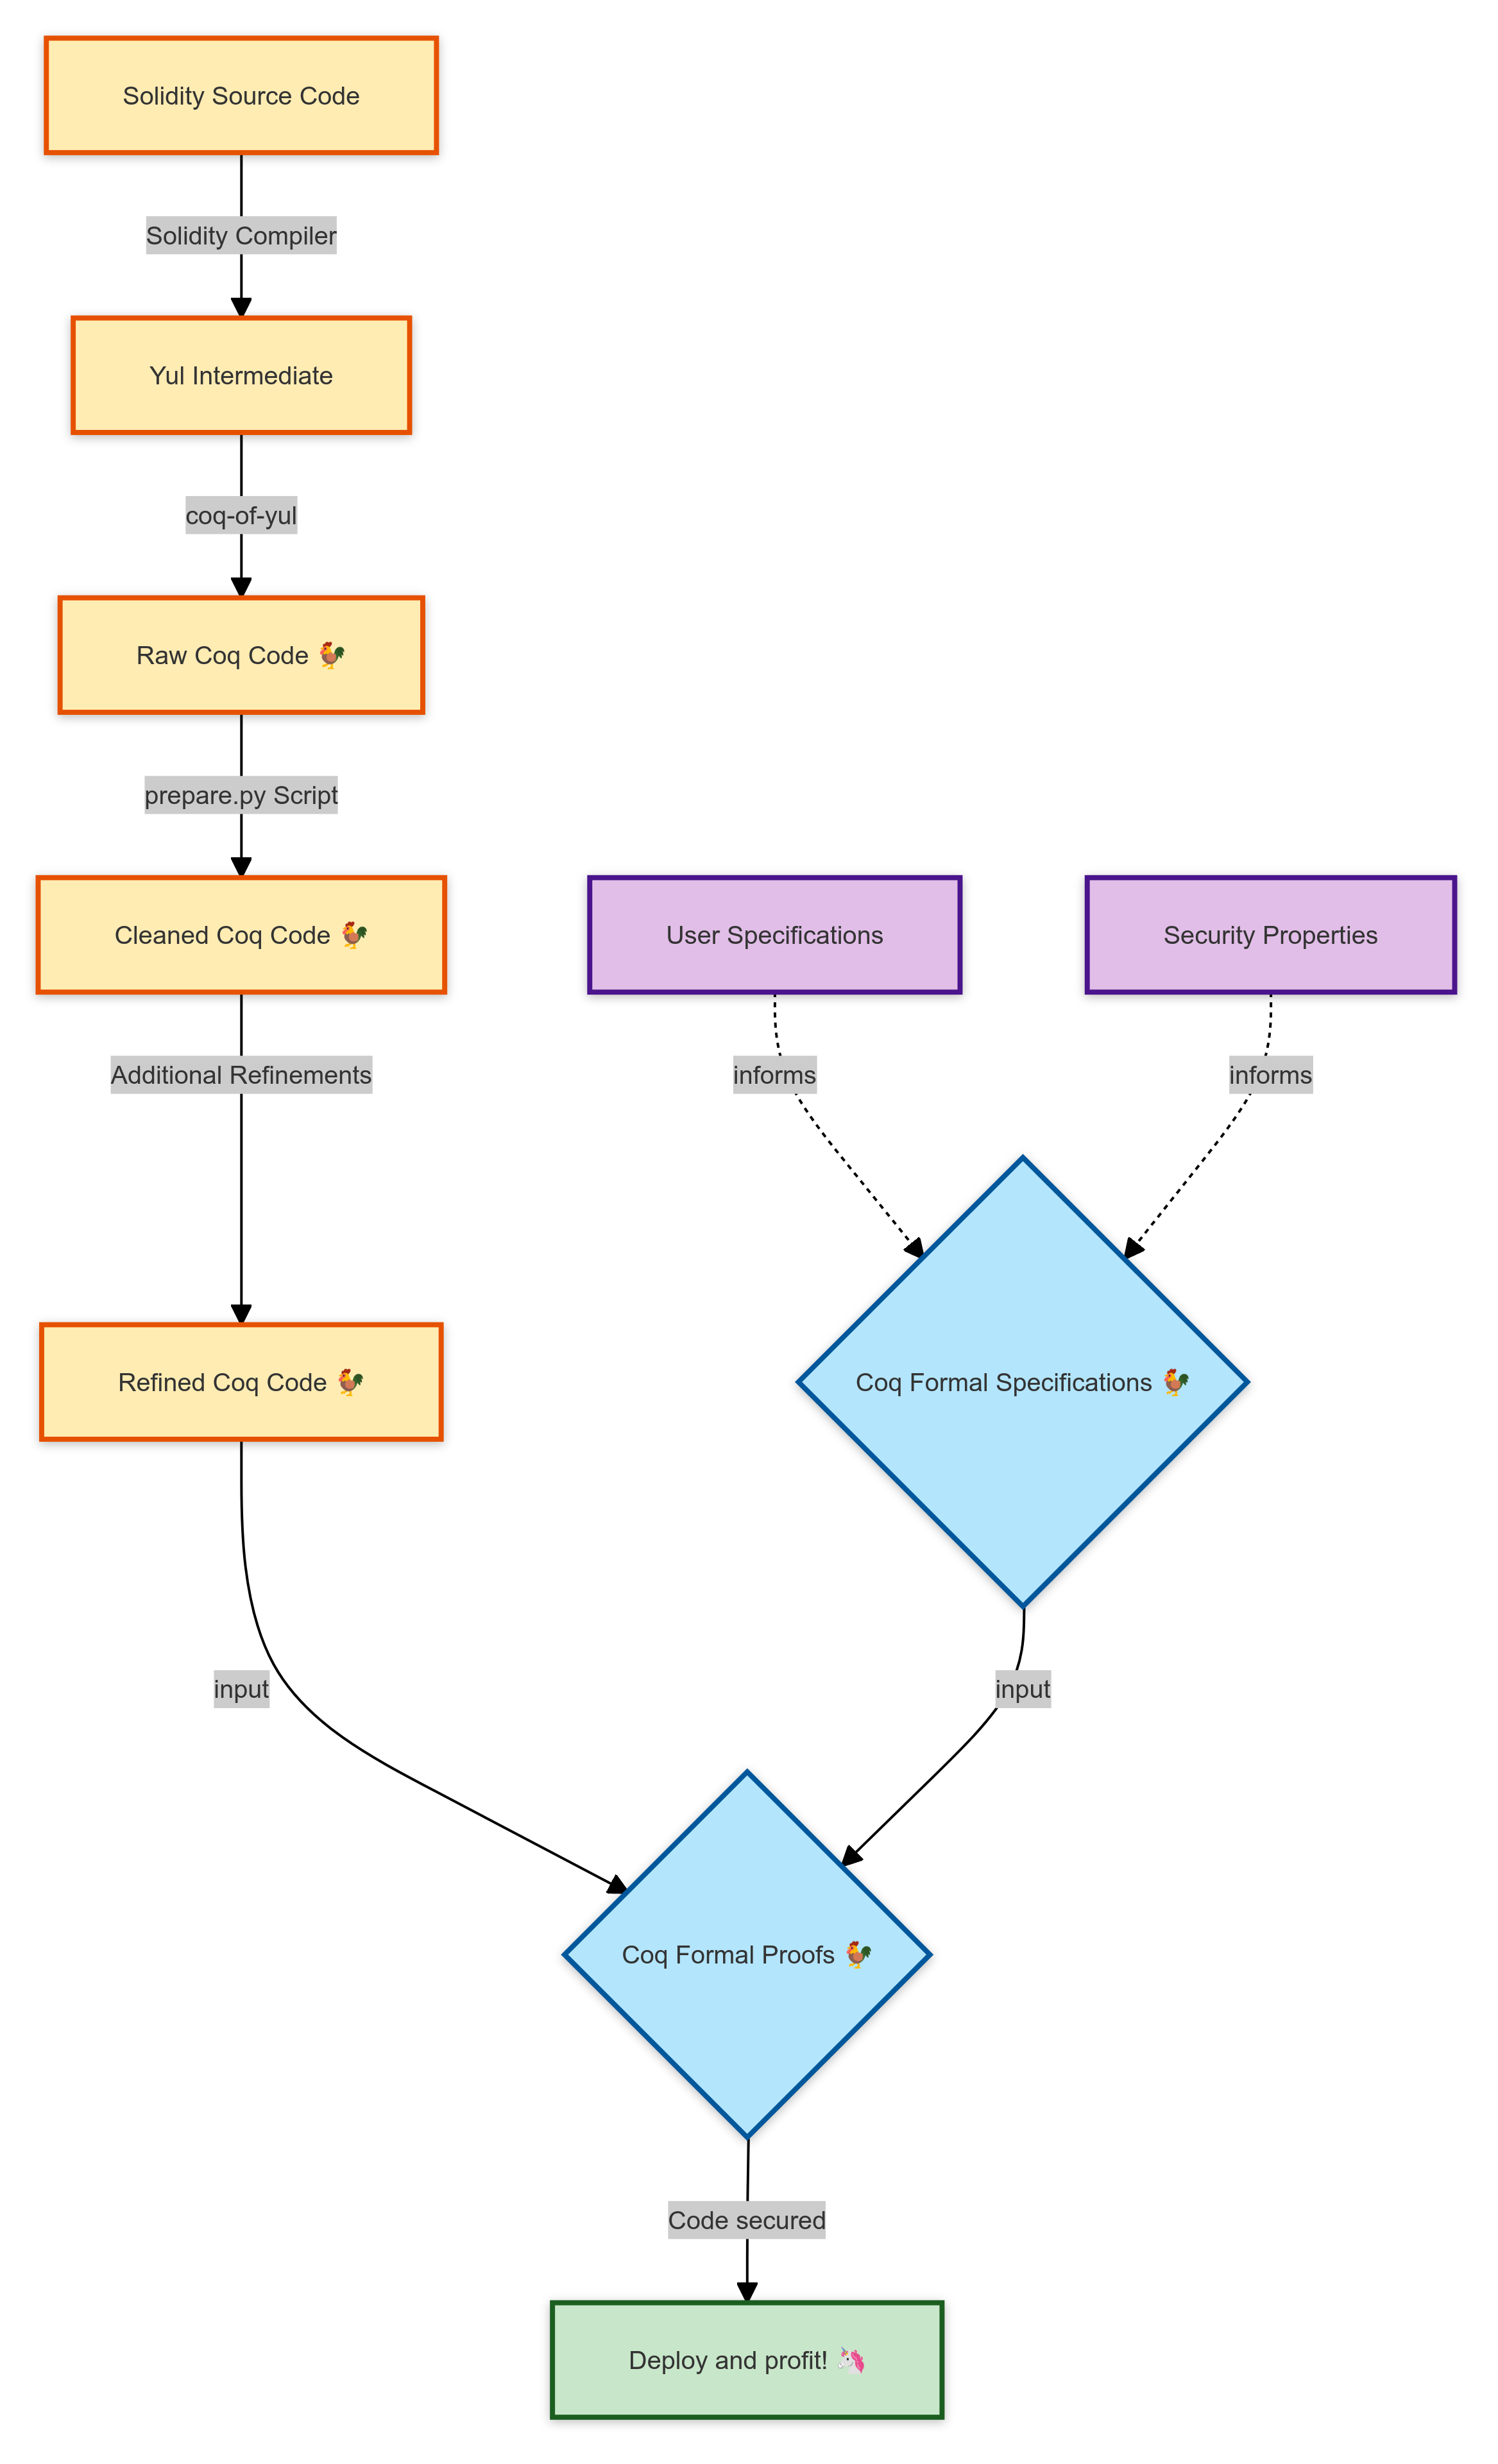 Solidity Source Code
Solidity Compiler
Yul Intermediate
coq-of-yul
Raw Coq Code 🐓
prepare.py Script
Cleaned Coq Code 🐓
User Specifications
Security Properties
Additional Refinements
informs
informs
Refined Coq Code 🐓
Coq Formal Specifications 🐓
input
input
Coq Formal Proofs 🐓
Code secured
Deploy and profit! 🦄